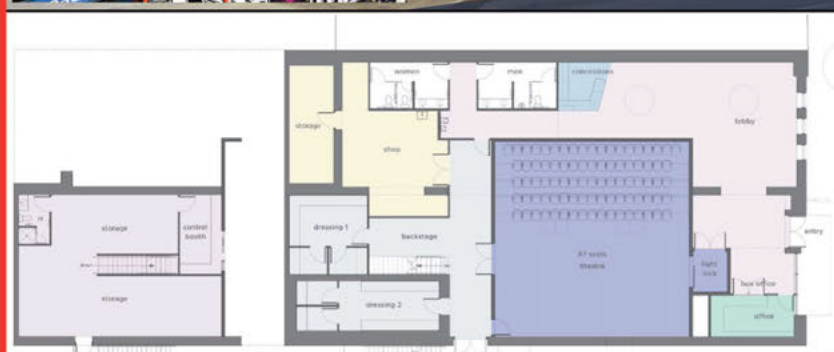 women
men
concessions
storage
lobby
shop
storage
control
booth
dressing 1
backstage
entry
97 seats
theatre
light
lock
box office
storage
dressing 2
office